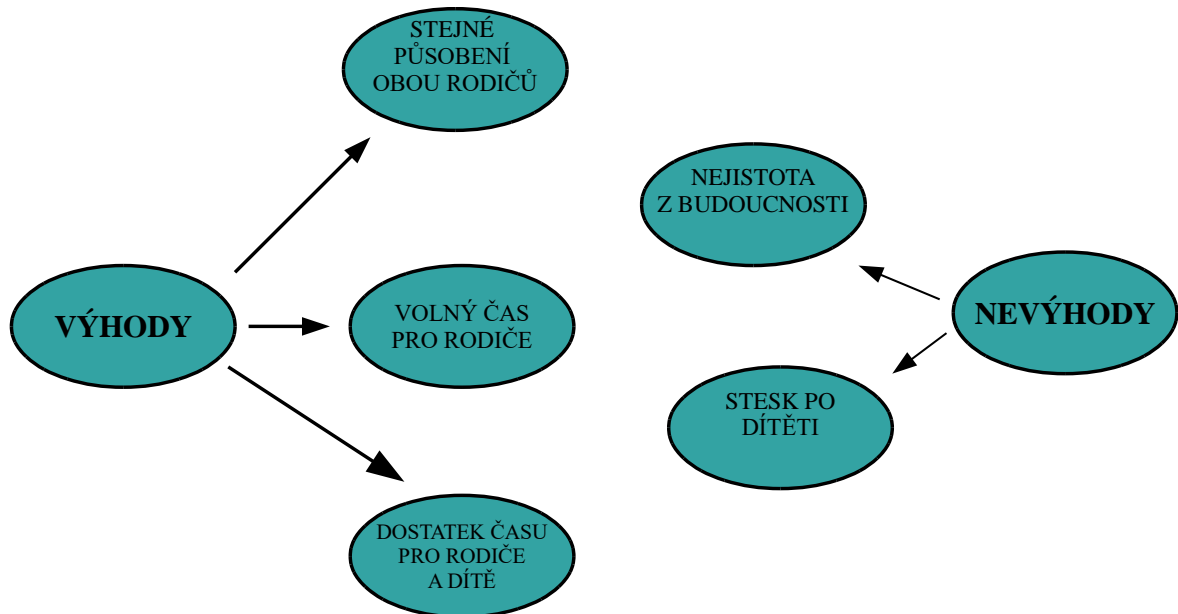 STEJNÉ
PŮSOBENÍ
OBOU RODIČŮ
VÝHODY
VOLNÝ ČAS
PRO RODIČE
DOSTATEK ČASU
PRO RODIČE
A DÍTĚ
NEJISTOTA
Z BUDOUCNOSTI
NEVÝHODY
STESK PO
DÍTĚTI